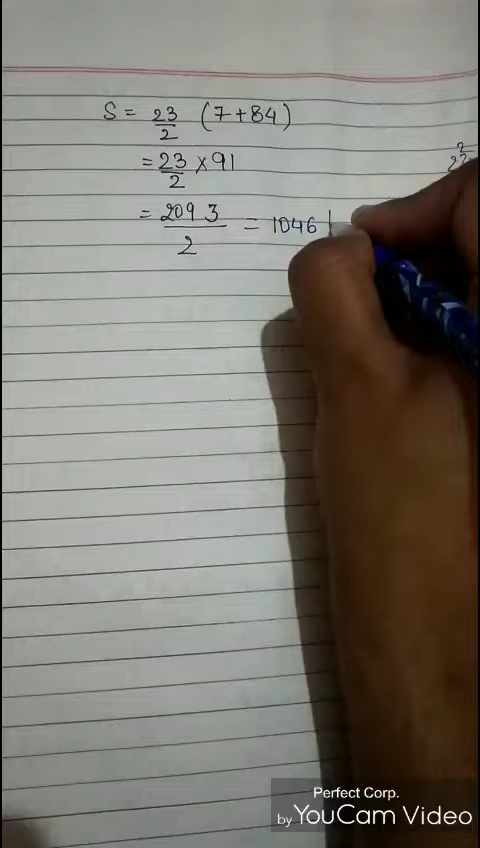 S = 23/2 (7+84)
= 23/2 × 91
= 2093/2 = 1046
Perfect Corp.
by YouCam Video